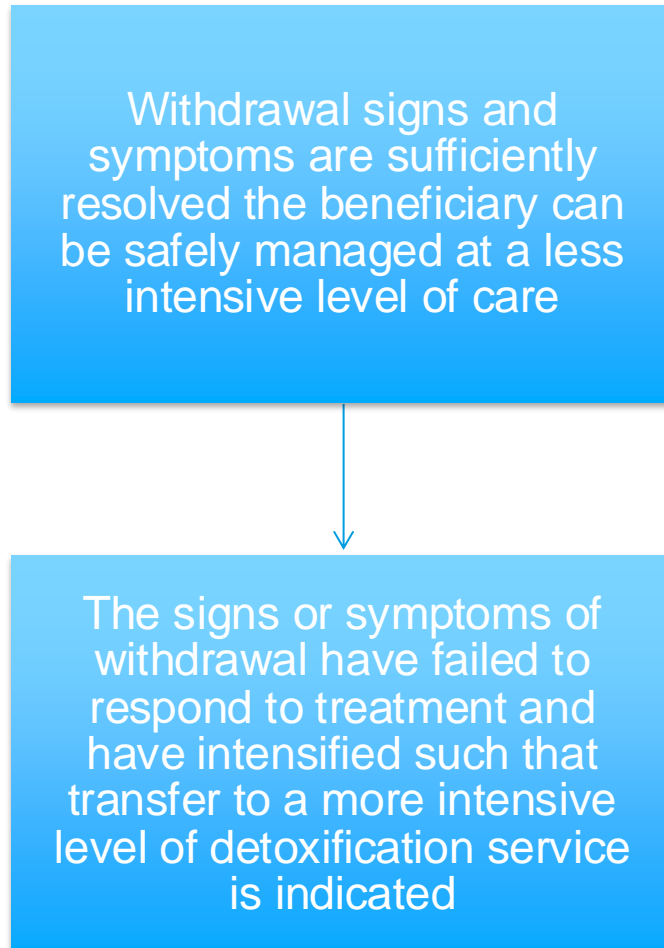 Withdrawal signs and
symptoms are sufficiently
resolved the beneficiary can
be safely managed at a less
intensive level of care
The signs or symptoms of
withdrawal have failed to
respond to treatment and
have intensified such that
transfer to a more intensive
level of detoxification service
is indicated